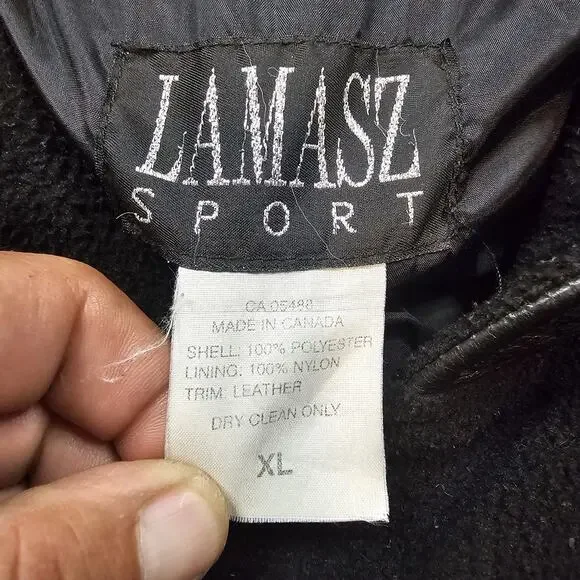 LAMASZ
SPORT
CA 05488
MADE IN CANADA
SHELL: 100% POLYESTER
LINING: 100% NYLON
TRIM: LEATHER
DRY CLEAN ONLY
XL